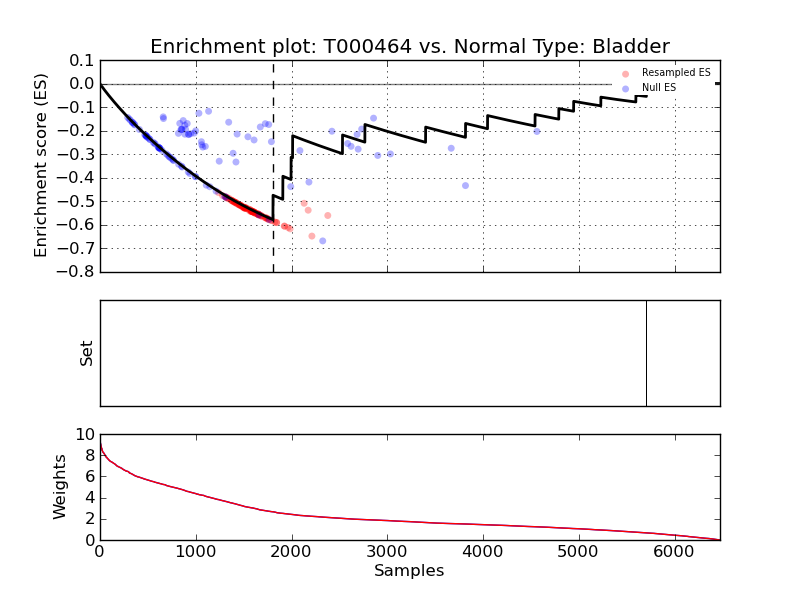 Enrichment plot: T000464 vs. Normal Type: Bladder
Enrichment score (ES)
0.1
0.0
−0.1
−0.2
−0.3
−0.4
−0.5
−0.6
−0.7
−0.8
Resampled ES
Null ES
Set
Weights
10
8
6
4
2
0
0 1000 2000 3000 4000 5000 6000
Samples